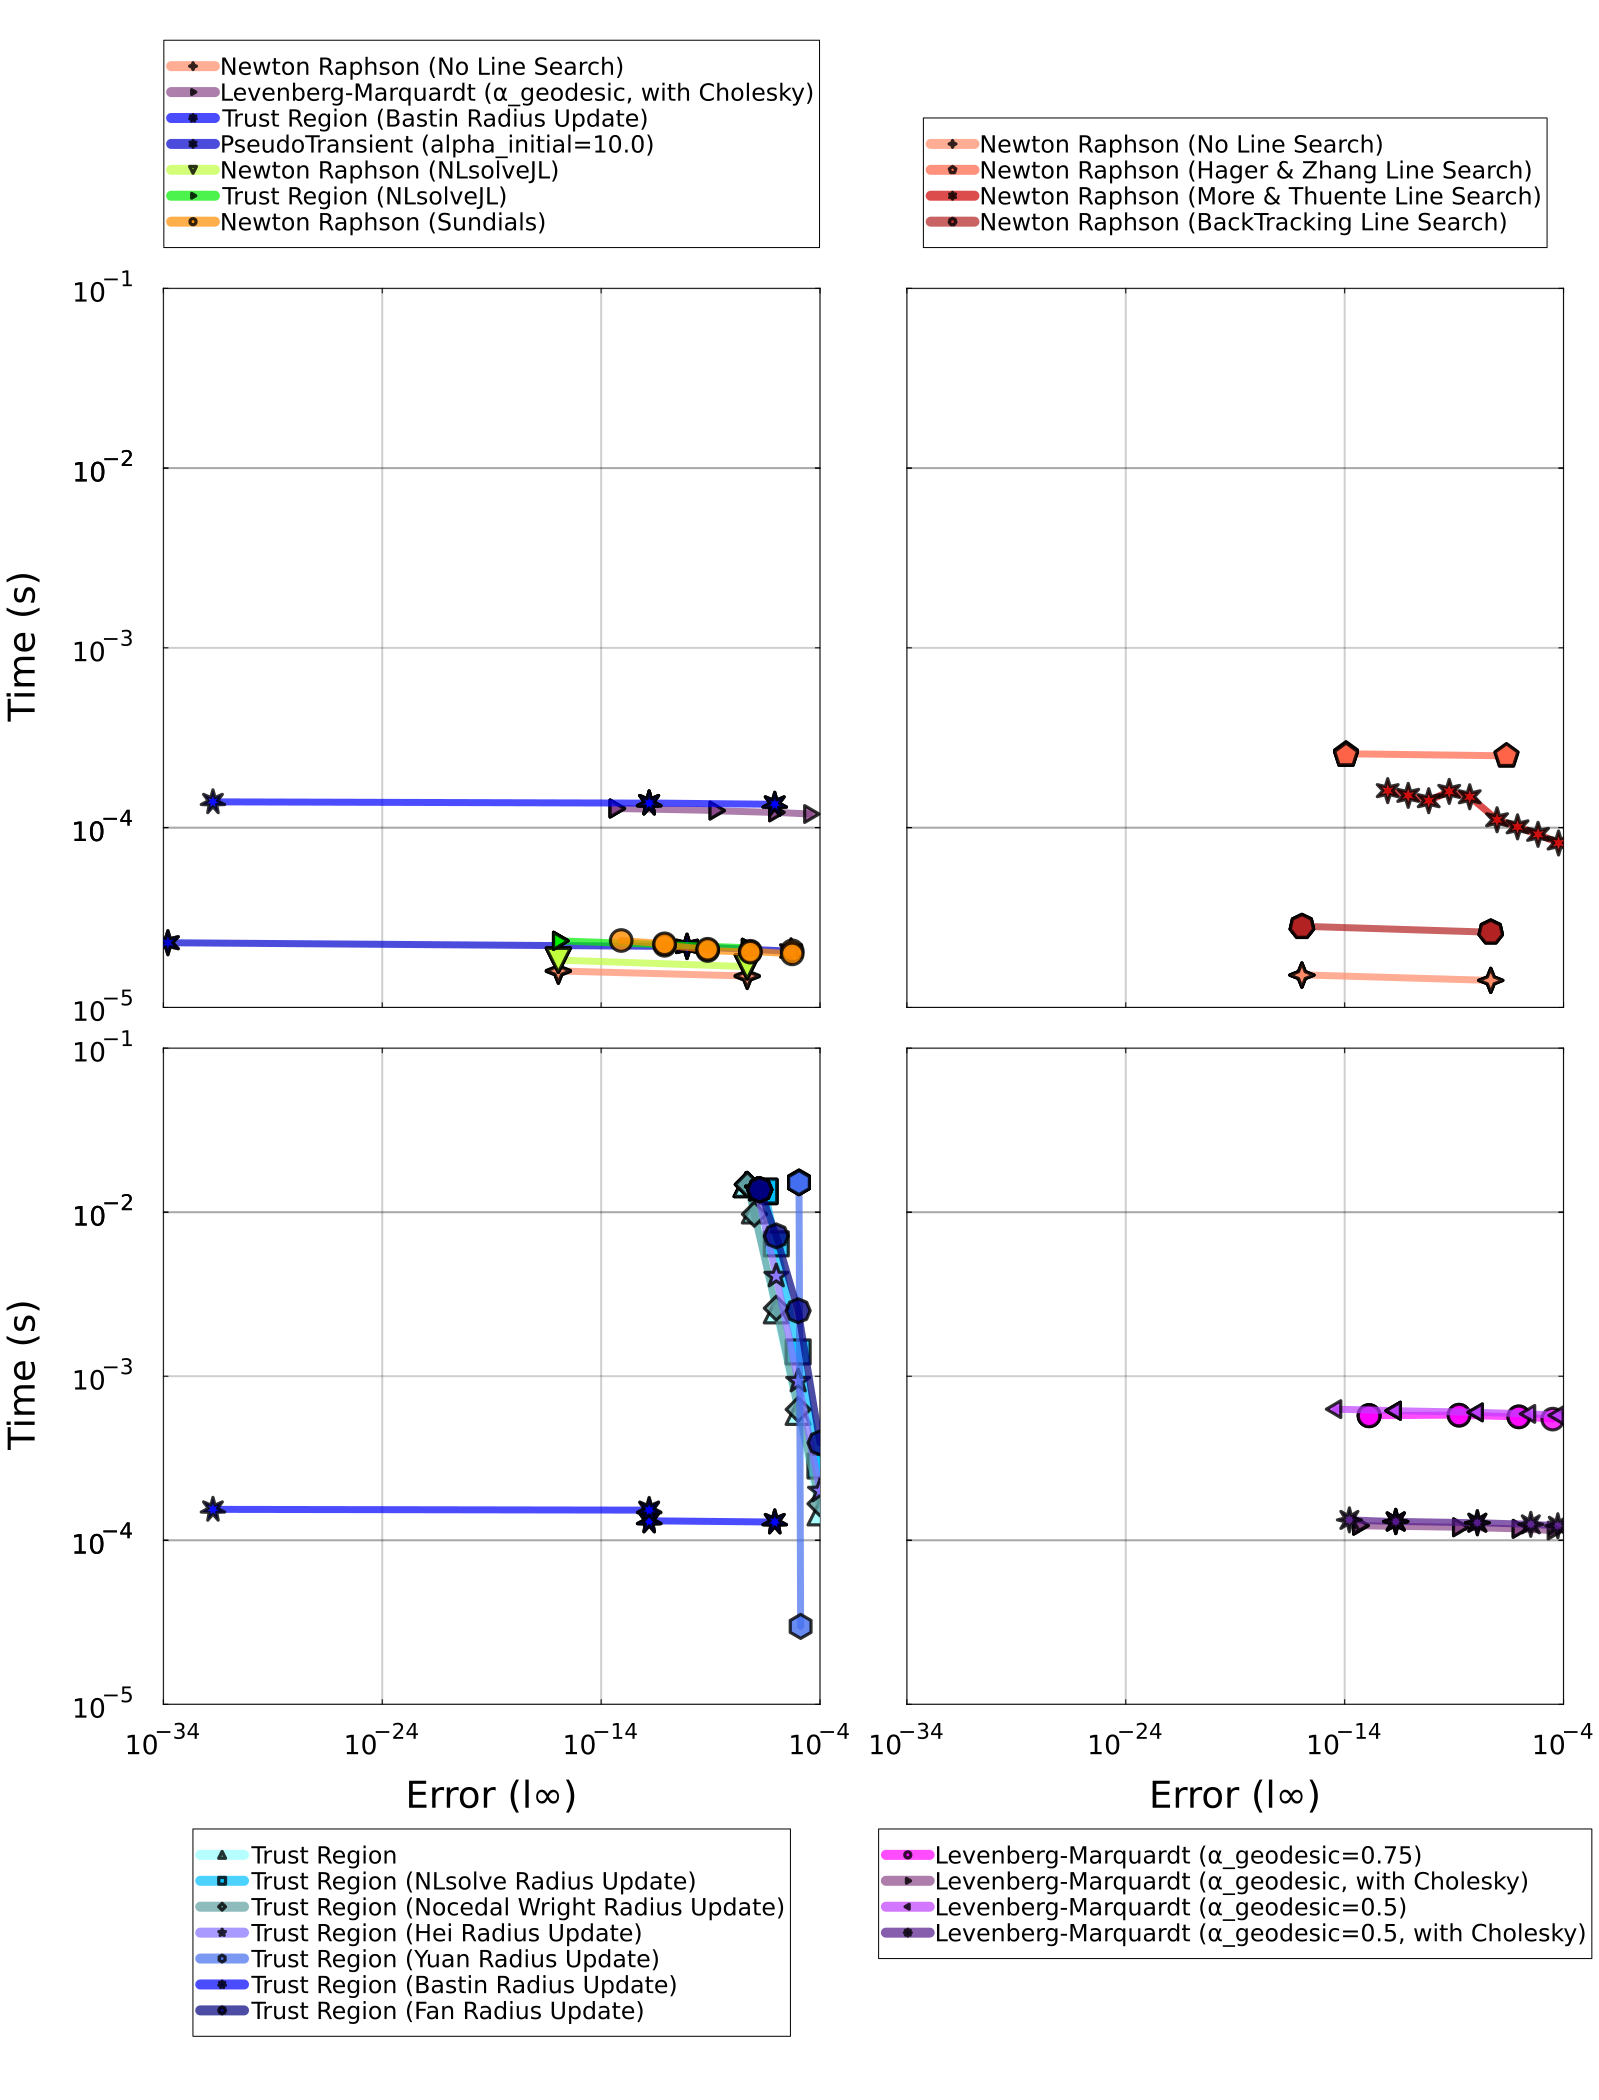 Newton Raphson (No Line Search)
Levenberg-Marquardt (α_geodesic, with Cholesky)
Trust Region (Bastin Radius Update)
PseudoTransient (alpha_initial=10.0)
Newton Raphson (NLsolveJL)
Trust Region (NLsolveJL)
Newton Raphson (Sundials)
Newton Raphson (No Line Search)
Newton Raphson (Hager & Zhang Line Search)
Newton Raphson (More & Thuente Line Search)
Newton Raphson (BackTracking Line Search)
Time (s)
10⁻¹
10⁻²
10⁻³
10⁻⁴
10⁻⁵
Time (s)
10⁻¹
10⁻²
10⁻³
10⁻⁴
10⁻⁵
10⁻³⁴ 10⁻²⁴ 10⁻¹⁴ 10⁻⁴
10⁻³⁴ 10⁻²⁴ 10⁻¹⁴ 10⁻⁴
Error (l∞)
Error (l∞)
Trust Region
Trust Region (NLsolve Radius Update)
Trust Region (Nocedal Wright Radius Update)
Trust Region (Hei Radius Update)
Trust Region (Yuan Radius Update)
Trust Region (Bastin Radius Update)
Trust Region (Fan Radius Update)
Levenberg-Marquardt (α_geodesic=0.75)
Levenberg-Marquardt (α_geodesic, with Cholesky)
Levenberg-Marquardt (α_geodesic=0.5)
Levenberg-Marquardt (α_geodesic=0.5, with Cholesky)